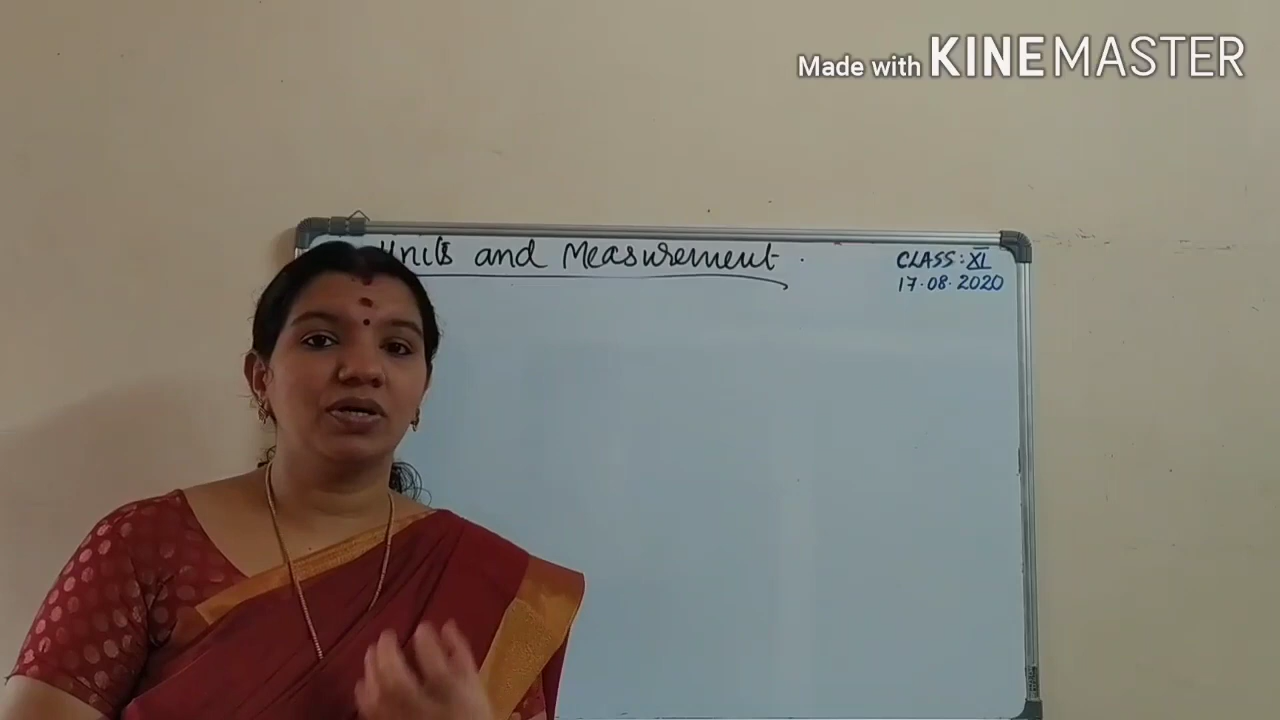 Made with KINEMASTER
Units and Measurement.
CLASS: XI
17.08.2020